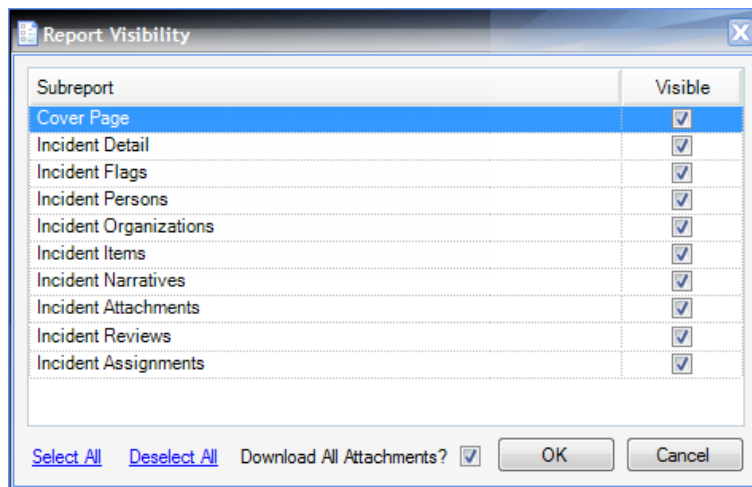 Report Visibility
Subreport Visible
Cover Page
Incident Detail
Incident Flags
Incident Persons
Incident Organizations
Incident Items
Incident Narratives
Incident Attachments
Incident Reviews
Incident Assignments
Select All Deselect All Download All Attachments? OK Cancel